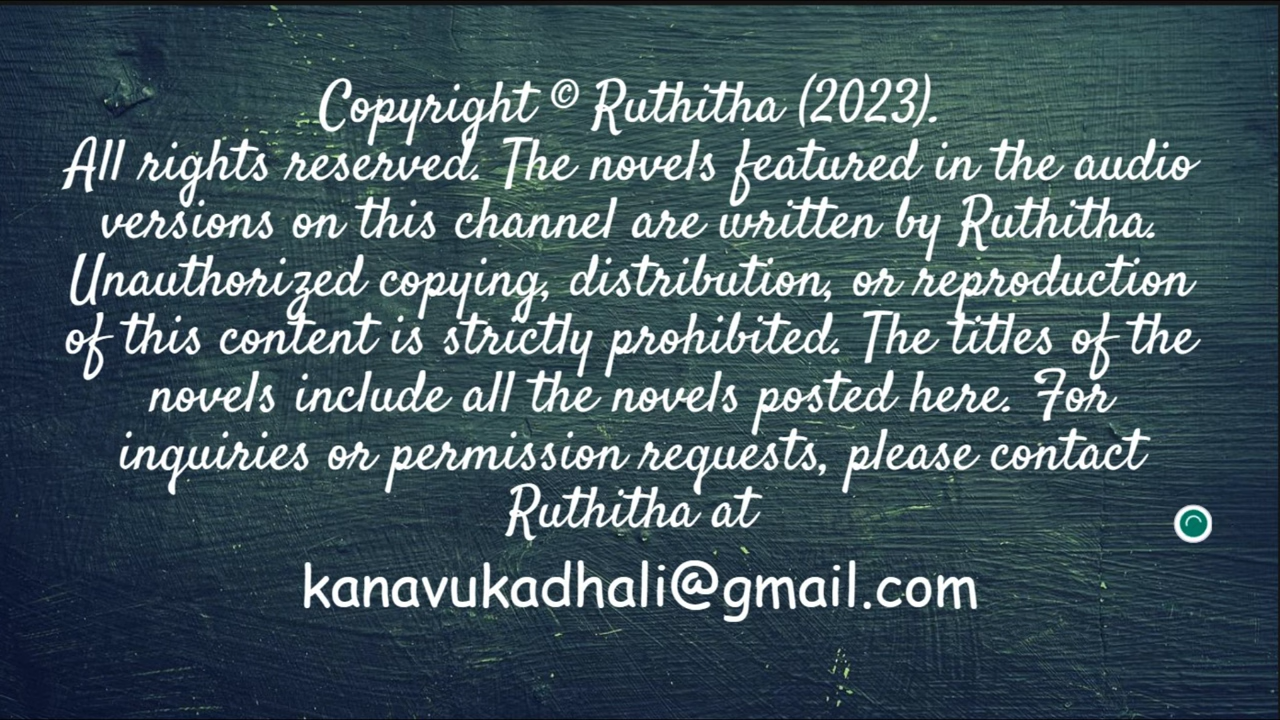 Copyright © Ruthitha (2023).
All rights reserved. The novels featured in the audio
versions on this channel are written by Ruthitha.
Unauthorized copying, distribution, or reproduction
of this content is strictly prohibited. The titles of the
novels include all the novels posted here. For
inquiries or permission requests, please contact
Ruthitha at
kanavukadhali@gmail.com